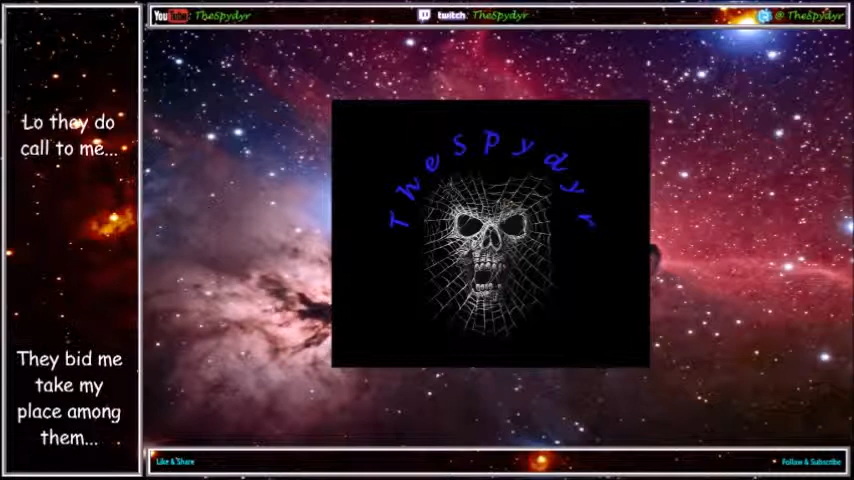 YouTube TheSpydyr
twitch TheSpydyr
@ TheSpydyr
Lo they do
call to me...
TheSpydyr
They bid me
take my
place among
them...
Like & Share
Follow & Subscribe